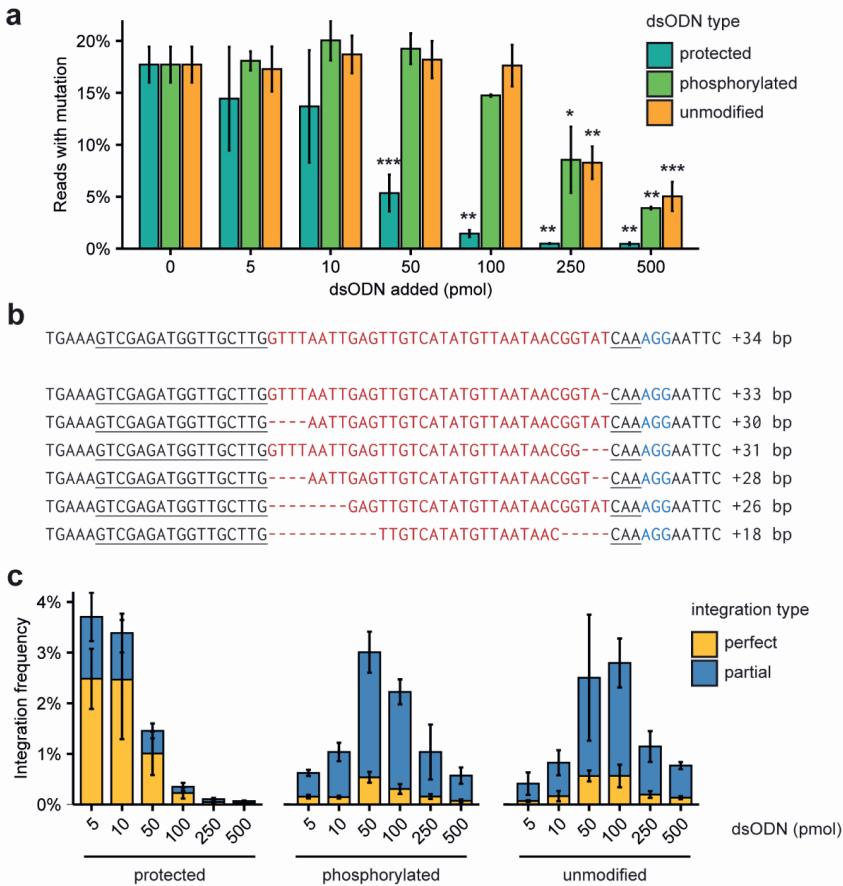 a
dsODN type
protected
phosphorylated
unmodified
Reads with mutation
20%
15%
10%
5%
0%
***
**
**
*
**
**
**
***
0 5 10 50 100 250 500
dsODN added (pmol)
b
TGAAAGTCGAGATGGTTGCTTGGTTTAATTGAGTTGTCATATGTTAATAACGGTATCAAAGGAATTC +34 bp
TGAAAGTCGAGATGGTTGCTTGGTTTAATTGAGTTGTCATATGTTAATAACGGTA-CAAAGGAATTC +33 bp
TGAAAGTCGAGATGGTTGCTTG----AATTGAGTTGTCATATGTTAATAACGGTATCAAAGGAATTC +30 bp
TGAAAGTCGAGATGGTTGCTTGGTTTAATTGAGTTGTCATATGTTAATAACGG---CAAAGGAATTC +31 bp
TGAAAGTCGAGATGGTTGCTTG----AATTGAGTTGTCATATGTTAATAACGGT--CAAAGGAATTC +28 bp
TGAAAGTCGAGATGGTTGCTTG--------GAGTTGTCATATGTTAATAACGGTATCAAAGGAATTC +26 bp
TGAAAGTCGAGATGGTTGCTTG-----------TTGTCATATGTTAATAAC-----CAAAGGAATTC +18 bp
c
Integration frequency
4%
3%
2%
1%
0%
integration type
perfect
partial
5 10 50 100 250 500 5 10 50 100 250 500 5 10 50 100 250 500 dsODN (pmol)
protected phosphorylated unmodified